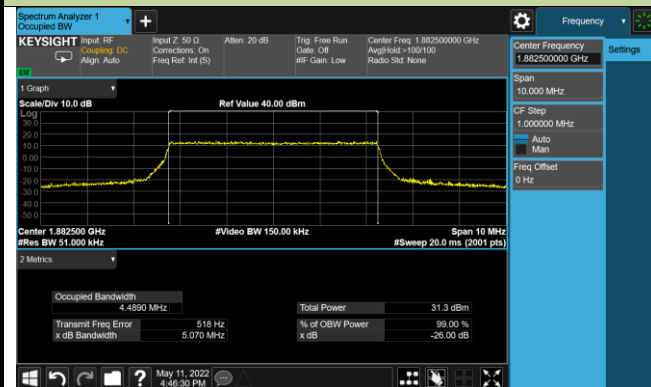 Spectrum Analyzer 1
Occupied BW
+
Frequency
KEYSIGHT
Input: RF
Coupling: DC
Align: Auto
Input Z: 50 Ω
Corrections: On
Freq Ref: Int (S)
Atten: 20 dB
Trig: Free Run
Gate: Off
#IF Gain: Low
Center Freq: 1.882500000 GHz
Avg|Hold:>100/100
Radio Std: None
Center Frequency
1.882500000 GHz
Settings
Span
10.000 MHz
CF Step
1.000000 MHz
Auto
Man
Freq Offset
0 Hz
1 Graph
Scale/Div 10.0 dB
Ref Value 40.00 dBm
Log
30.0
20.0
10.0
0.00
-10.0
-20.0
-30.0
-40.0
-50.0
Center 1.882500 GHz
#Video BW 150.00 kHz
Span 10 MHz
#Res BW 51.000 kHz
#Sweep 20.0 ms (2001 pts)
2 Metrics
Occupied Bandwidth
4.4890 MHz
Total Power
31.3 dBm
Transmit Freq Error
518 Hz
% of OBW Power
99.00 %
x dB Bandwidth
5.070 MHz
x dB
-26.00 dB
?
May 11, 2022
4:46:30 PM